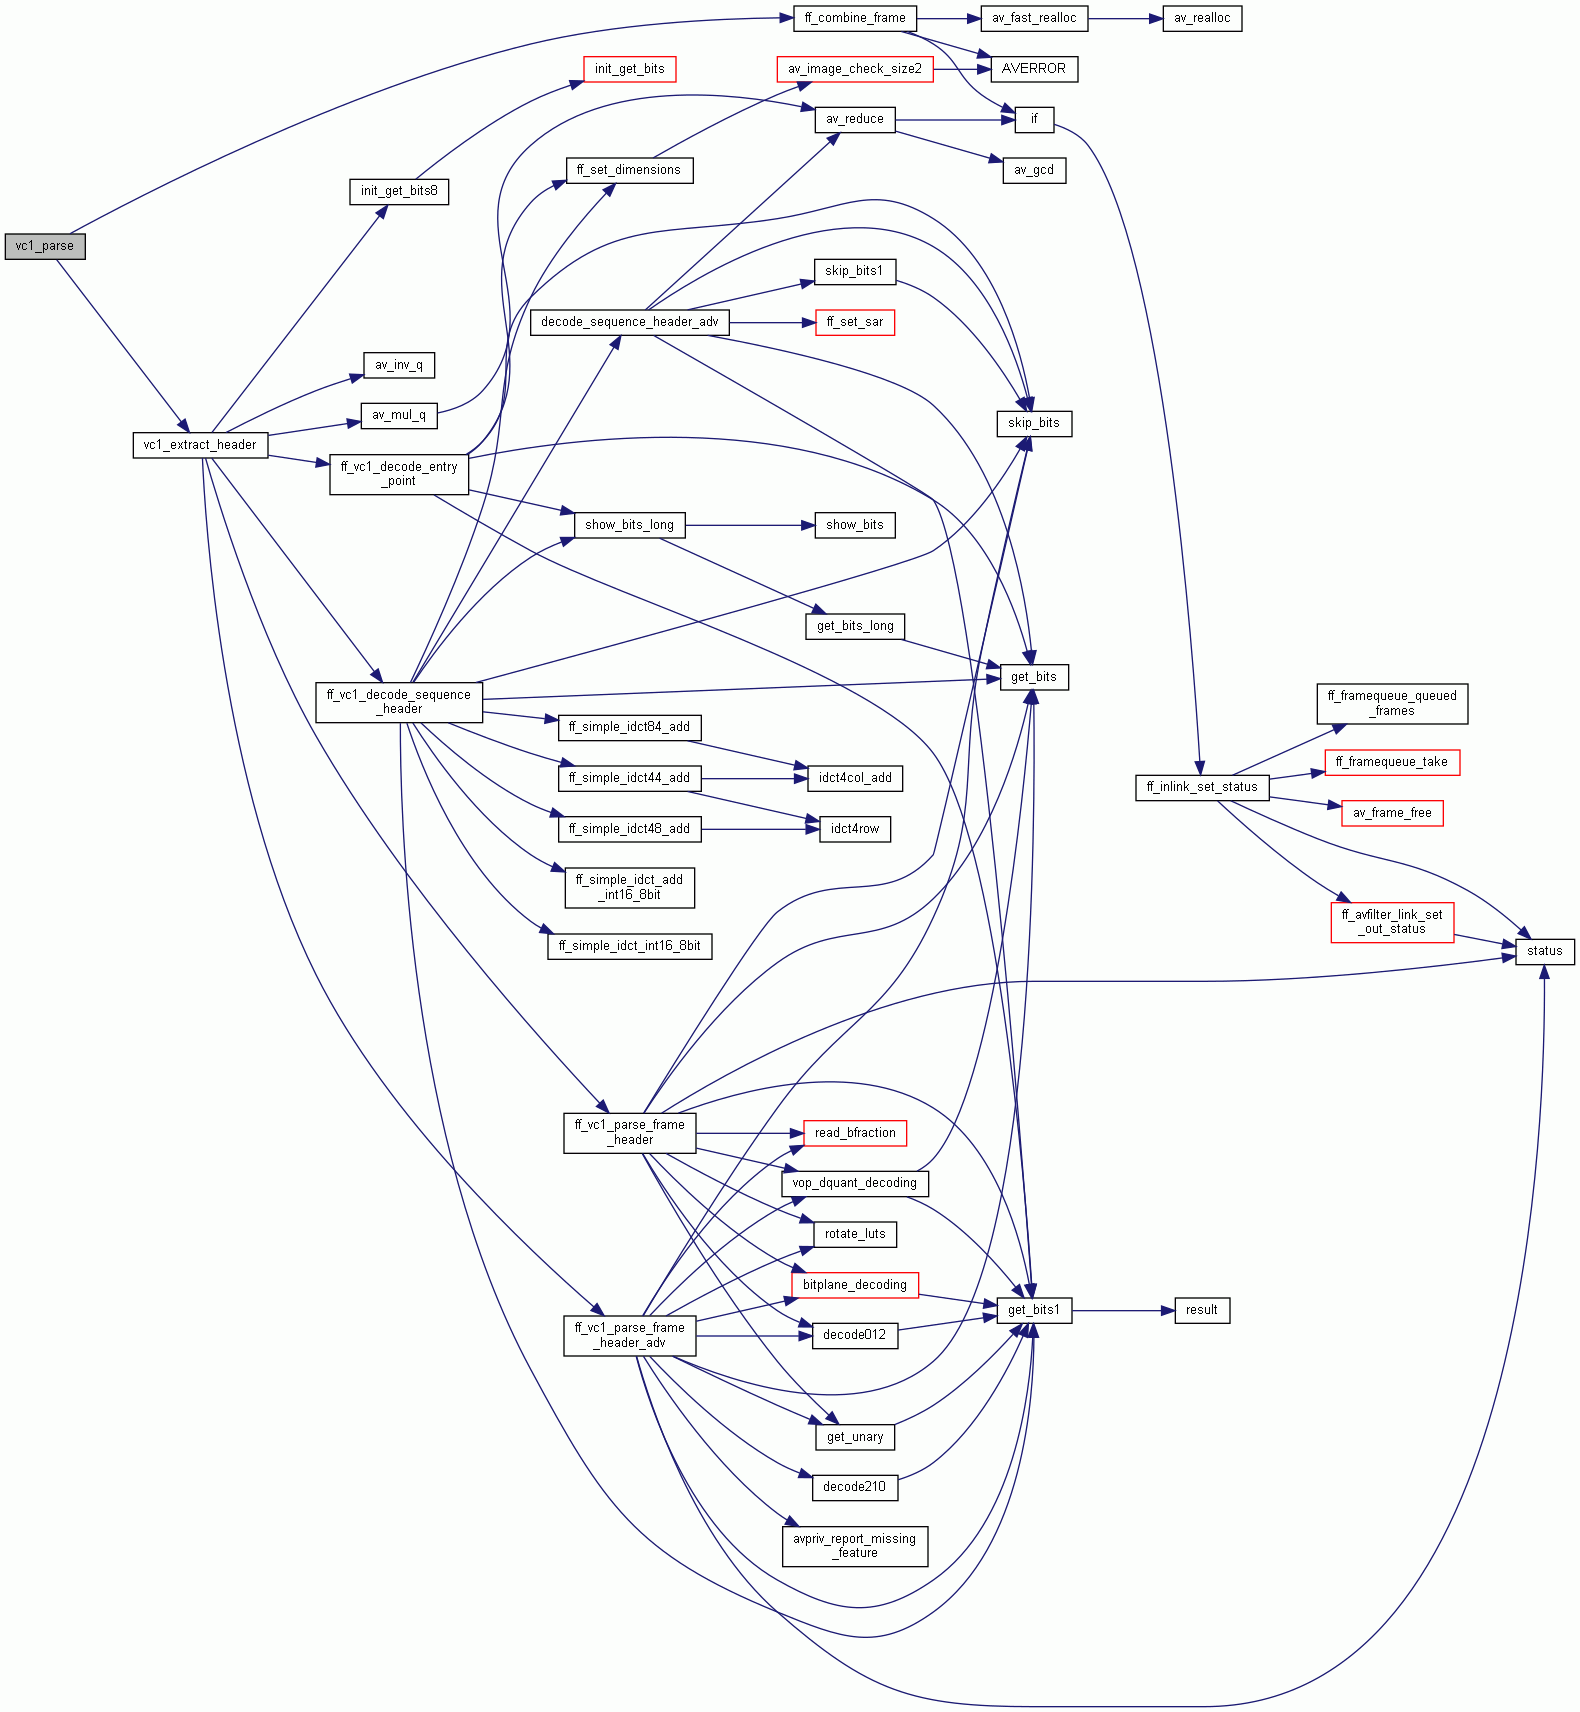 ff_combine_frame
av_fast_realloc
av_realloc
init_get_bits
av_image_check_size2
AVERROR
av_reduce
if
ff_set_dimensions
av_gcd
init_get_bits8
vc1_parse
skip_bits1
decode_sequence_header_adv
ff_set_sar
av_inv_q
av_mul_q
skip_bits
vc1_extract_header
ff_vc1_decode_entry
_point
show_bits_long
show_bits
get_bits_long
get_bits
ff_vc1_decode_sequence
_header
ff_framequeue_queued
_frames
ff_simple_idct84_add
ff_framequeue_take
ff_simple_idct44_add
idct4col_add
ff_inlink_set_status
av_frame_free
ff_simple_idct48_add
idct4row
ff_simple_idct_add
_int16_8bit
ff_avfilter_link_set
_out_status
ff_simple_idct_int16_8bit
status
ff_vc1_parse_frame
_header
read_bfraction
vop_dquant_decoding
rotate_luts
bitplane_decoding
get_bits1
result
ff_vc1_parse_frame
_header_adv
decode012
get_unary
decode210
avpriv_report_missing
_feature